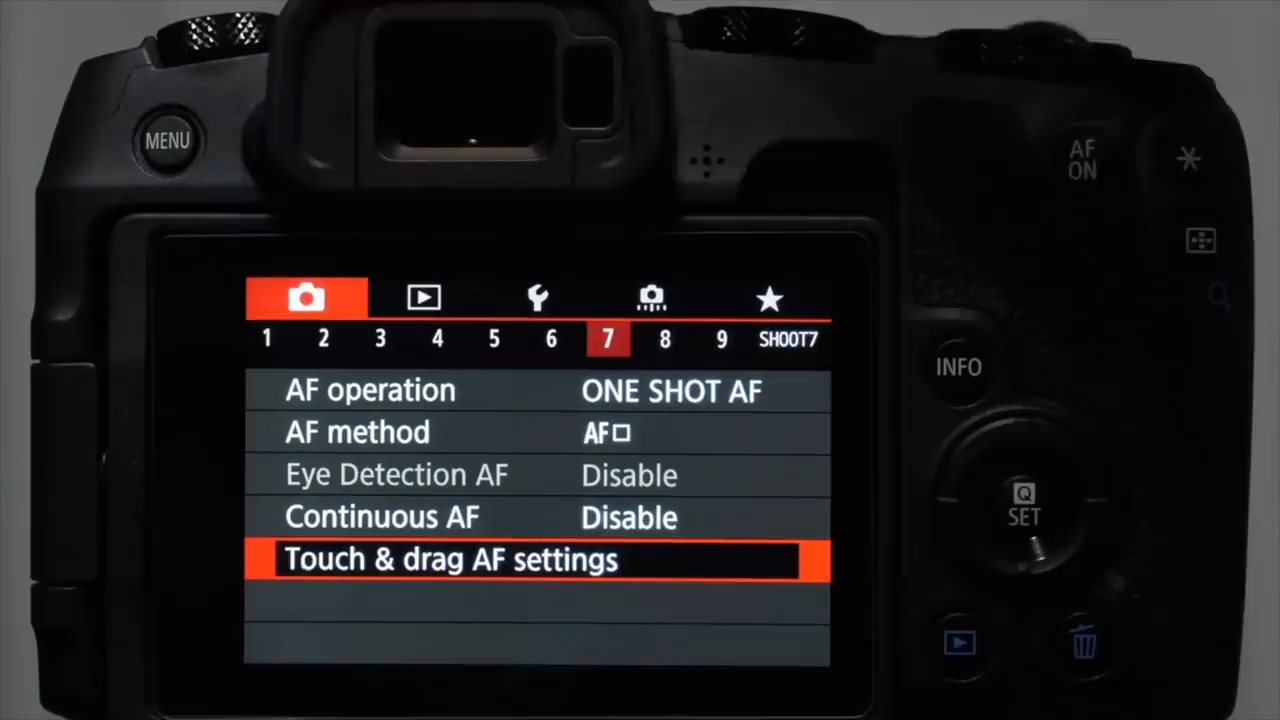 MENU
AF
ON
1 2 3 4 5 6 7 8 9 SHOOT7
INFO
AF operation ONE SHOT AF
AF method AF
Eye Detection AF Disable
Continuous AF Disable
Q
SET
Touch & drag AF settings